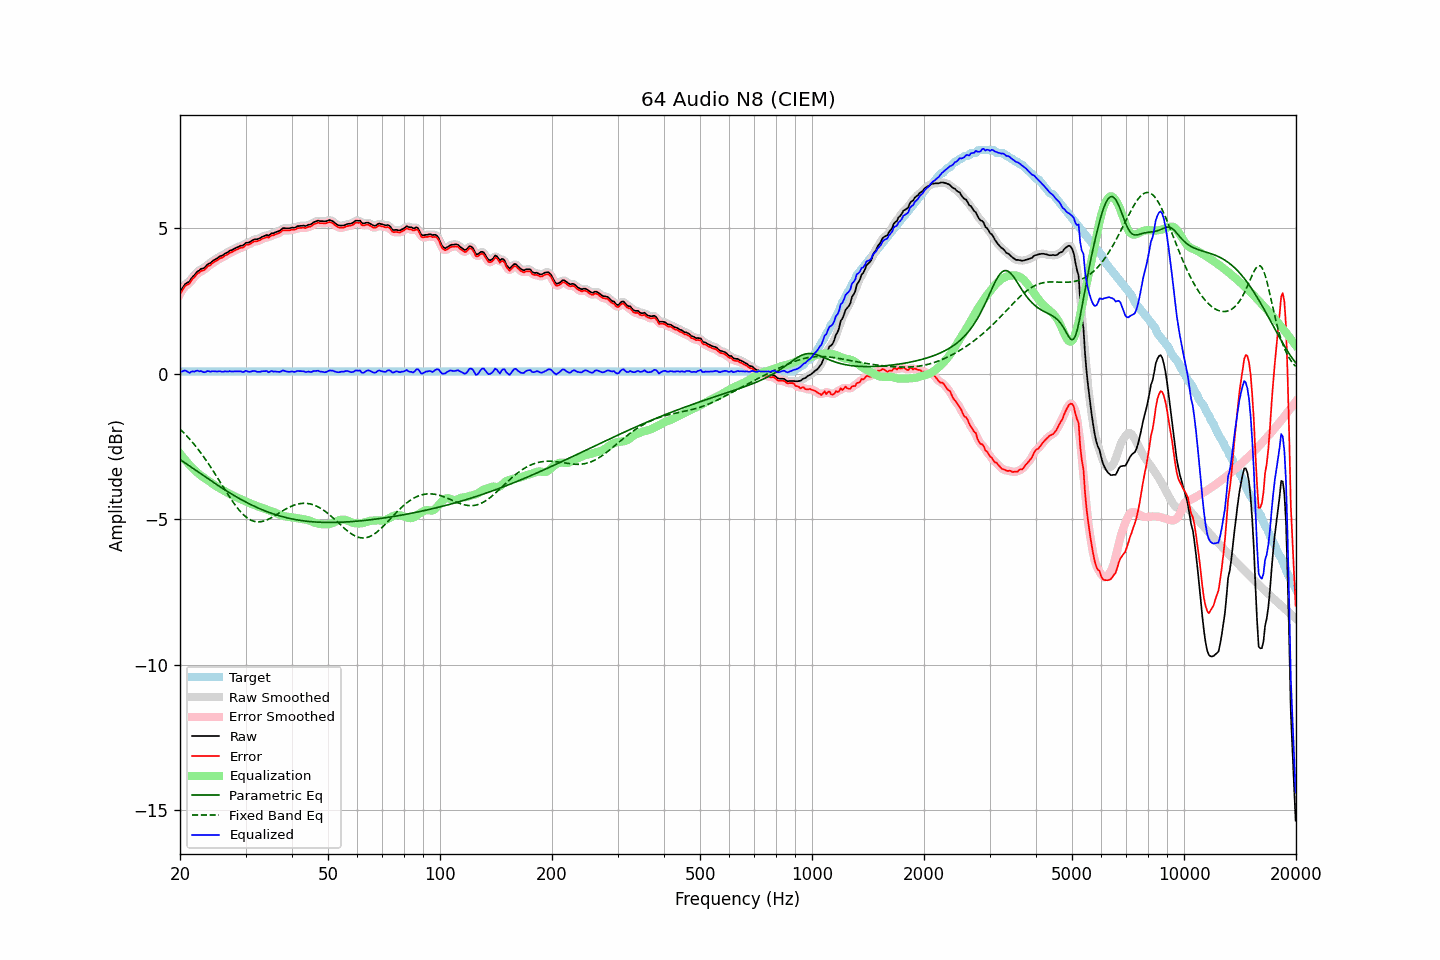 64 Audio N8 (CIEM)
Amplitude (dBr)
5
0
−5
−10
−15
Target
Raw Smoothed
Error Smoothed
Raw
Error
Equalization
Parametric Eq
Fixed Band Eq
Equalized
20 50 100 200 500 1000 2000 5000 10000 20000
Frequency (Hz)